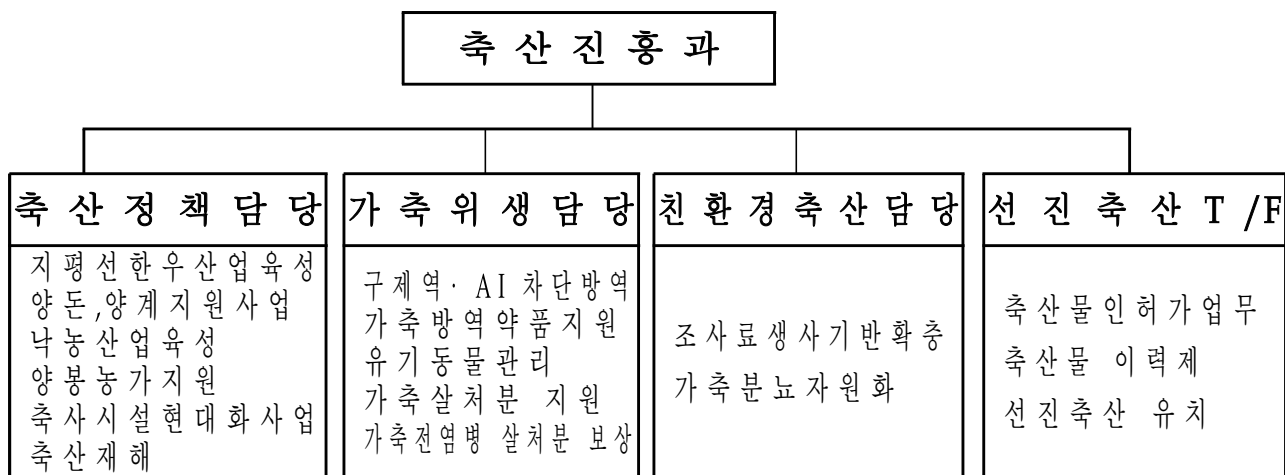 축산진흥과
축산정책담당
지평선한우산업육성
양돈,양계지원사업
낙농산업육성
양봉농가지원
축사시설현대화사업
축산재해
가축위생담당
구제역· AI 차단방역
가축방역약품지원
유기동물관리
가축살처분 지원
가축전염병 살처분 보상
친환경축산담당
조사료생사기반확충
가축분뇨자원화
선진축산T/F
축산물인허가업무
축산물 이력제
선진축산 유치